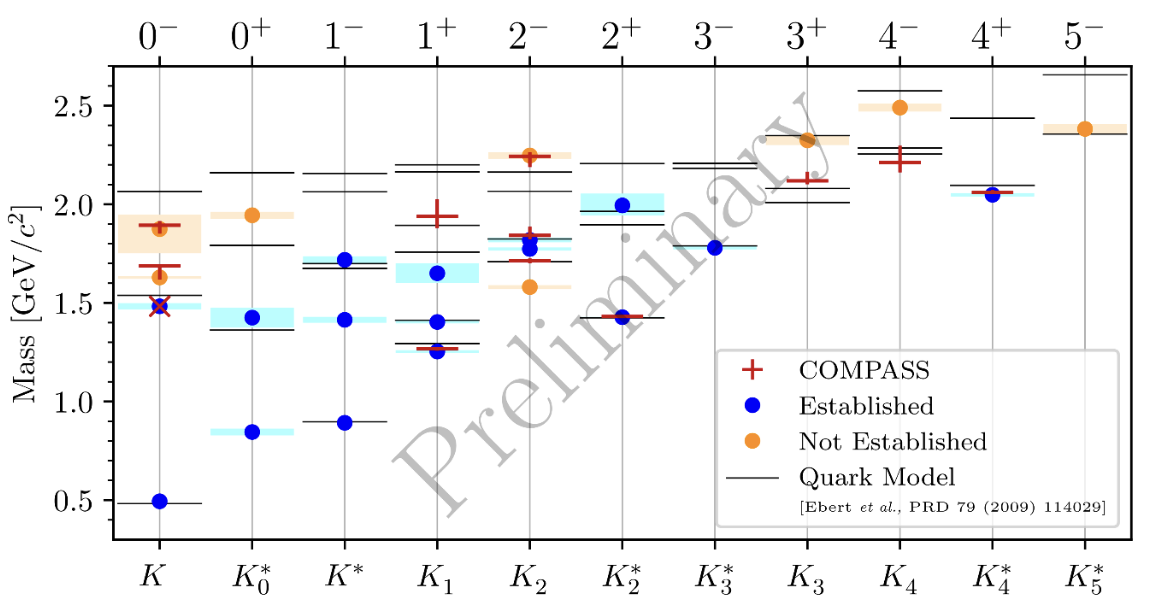 0⁻ 0⁺ 1⁻ 1⁺ 2⁻ 2⁺ 3⁻ 3⁺ 4⁻ 4⁺ 5⁻
2.5
2.0
1.5
1.0
0.5
Mass [GeV/c²]
Preliminary
COMPASS
Established
Not Established
Quark Model
[Ebert et al., PRD 79 (2009) 114029]
K K₀* K* K₁ K₂ K₂* K₃* K₃ K₄ K₄* K₅*